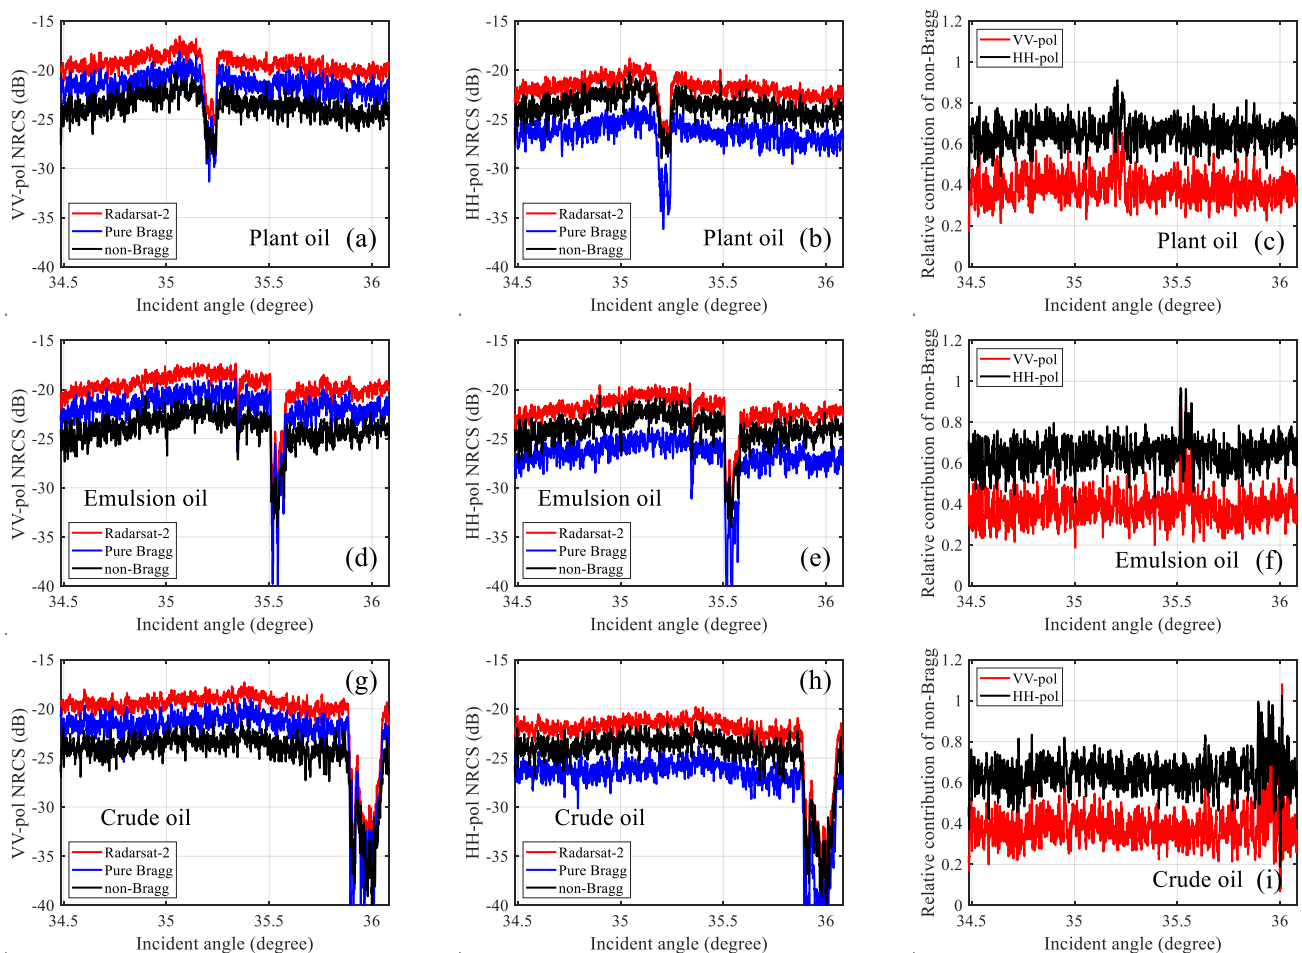 -15
-20
-25
-30
-35
-40
VV-pol NRCS (dB)
Radarsat-2
Pure Bragg
non-Bragg
Plant oil (a)
34.5 35 35.5 36
Incident angle (degree)
-15
-20
-25
-30
-35
-40
HH-pol NRCS (dB)
Radarsat-2
Pure Bragg
non-Bragg
Plant oil (b)
34.5 35 35.5 36
Incident angle (degree)
1.2
1
0.8
0.6
0.4
0.2
0
Relative contribution of non-Bragg
VV-pol
HH-pol
Plant oil (c)
34.5 35 35.5 36
Incident angle (degree)
-15
-20
-25
-30
-35
-40
VV-pol NRCS (dB)
Emulsion oil
Radarsat-2
Pure Bragg
non-Bragg
(d)
34.5 35 35.5 36
Incident angle (degree)
-15
-20
-25
-30
-35
-40
HH-pol NRCS (dB)
Emulsion oil
Radarsat-2
Pure Bragg
non-Bragg
(e)
34.5 35 35.5 36
Incident angle (degree)
1.2
1
0.8
0.6
0.4
0.2
0
Relative contribution of non-Bragg
VV-pol
HH-pol
Emulsion oil (f)
34.5 35 35.5 36
Incident angle (degree)
-15
-20
-25
-30
-35
-40
VV-pol NRCS (dB)
(g)
Crude oil
Radarsat-2
Pure Bragg
non-Bragg
34.5 35 35.5 36
Incident angle (degree)
-15
-20
-25
-30
-35
-40
HH-pol NRCS (dB)
(h)
Crude oil
Radarsat-2
Pure Bragg
non-Bragg
34.5 35 35.5 36
Incident angle (degree)
1.2
1
0.8
0.6
0.4
0.2
0
Relative contribution of non-Bragg
VV-pol
HH-pol
Crude oil (i)
34.5 35 35.5 36
Incident angle (degree)